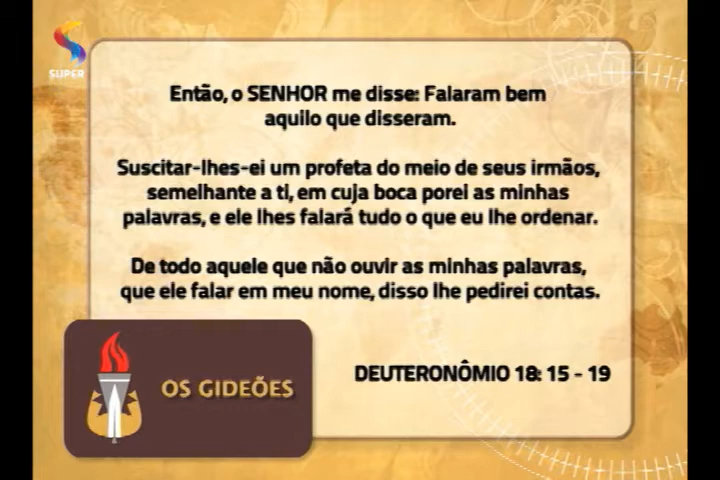 SUPER
Então, o SENHOR me disse: Falaram bem
aquilo que disseram.
Suscitar-lhes-ei um profeta do meio de seus irmãos,
semelhante a ti, em cuja boca porei as minhas
palavras, e ele lhes falará tudo o que eu lhe ordenar.
De todo aquele que não ouvir as minhas palavras,
que ele falar em meu nome, disso lhe pedirei contas.
OS GIDEÕES
DEUTERONÔMIO 18: 15 - 19